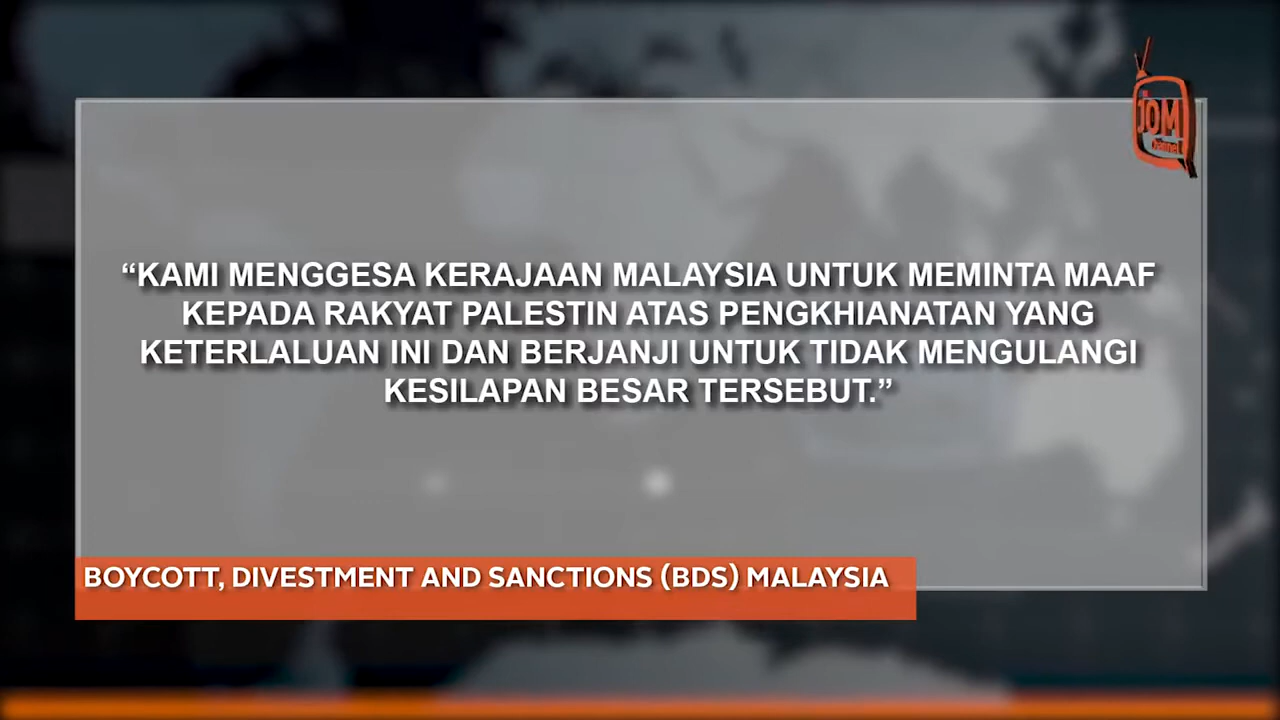 JOM
Channel
“KAMI MENGGESA KERAJAAN MALAYSIA UNTUK MEMINTA MAAF
KEPADA RAKYAT PALESTIN ATAS PENGKHIANATAN YANG
KETERLALUAN INI DAN BERJANJI UNTUK TIDAK MENGULANGI
KESILAPAN BESAR TERSEBUT.”
BOYCOTT, DIVESTMENT AND SANCTIONS (BDS) MALAYSIA